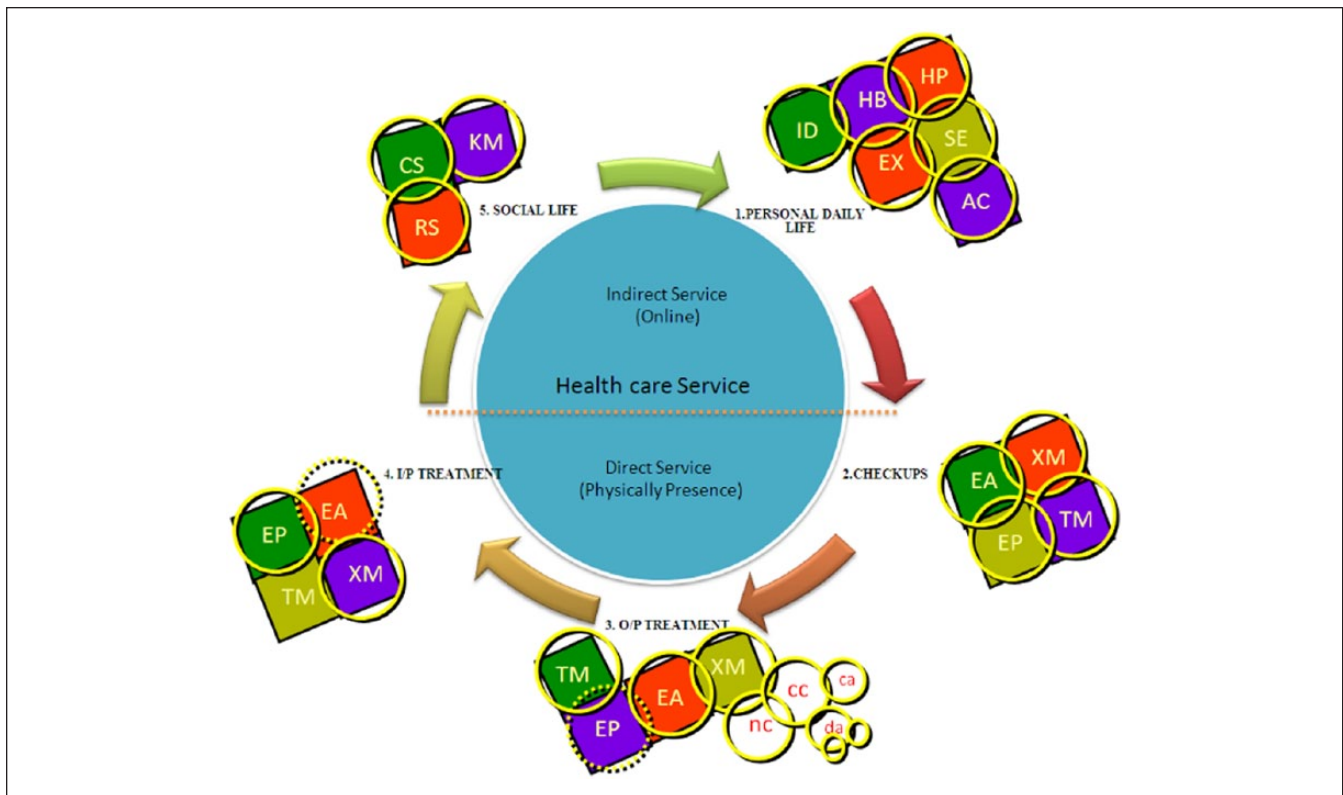 HP
HB
ID
SE
EX
AC
KM
CS
RS
5. SOCIAL LIFE
1.PERSONAL DAILY
LIFE
Indirect Service
(Online)
Health care Service
Direct Service
(Physically Presence)
4. I/P TREATMENT
2.CHECKUPS
XM
EA
TM
EP
EA
EP
XM
TM
3. O/P TREATMENT
TM
XM
EA
EP
cc
ca
nc
da